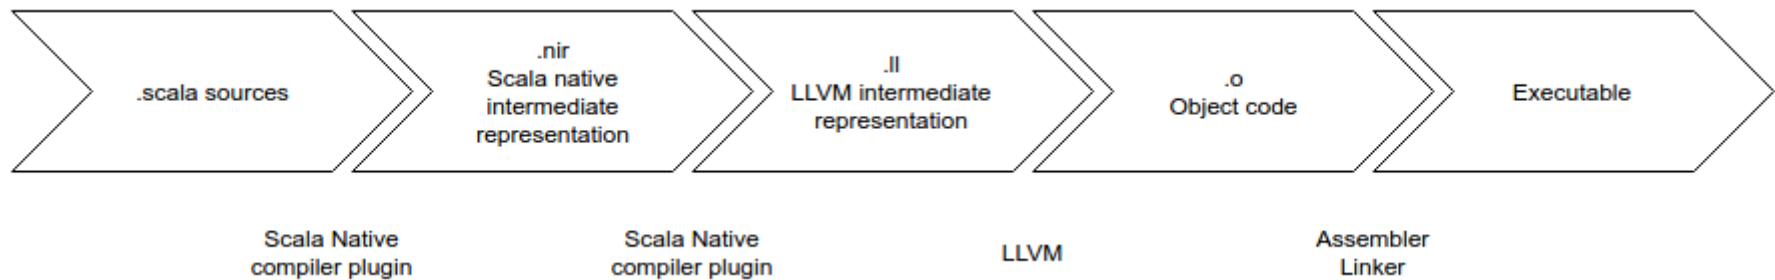 .scala sources
.nir
Scala native
intermediate
representation
.ll
LLVM intermediate
representation
.o
Object code
Executable
Scala Native
compiler plugin
Scala Native
compiler plugin
LLVM
Assembler
Linker